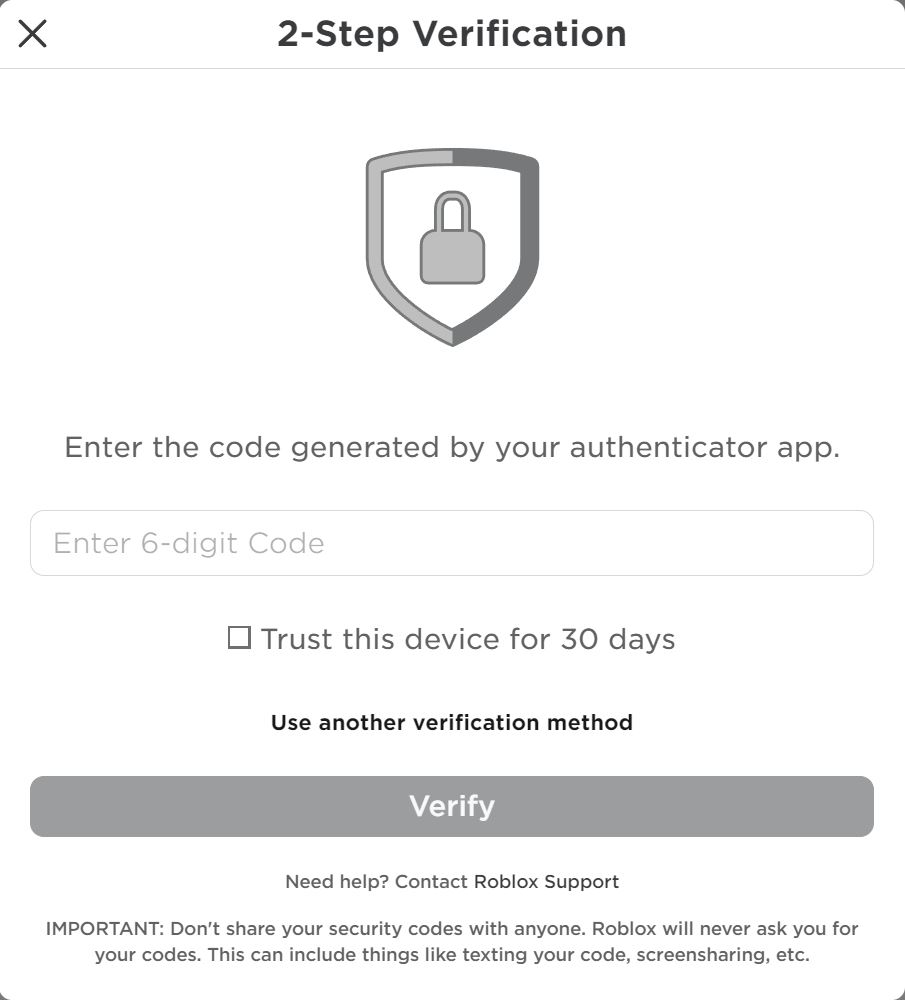 2-Step Verification
Enter the code generated by your authenticator app.
Enter 6-digit Code
Trust this device for 30 days
Use another verification method
Verify
Need help? Contact Roblox Support
IMPORTANT: Don't share your security codes with anyone. Roblox will never ask you for
your codes. This can include things like texting your code, screensharing, etc.